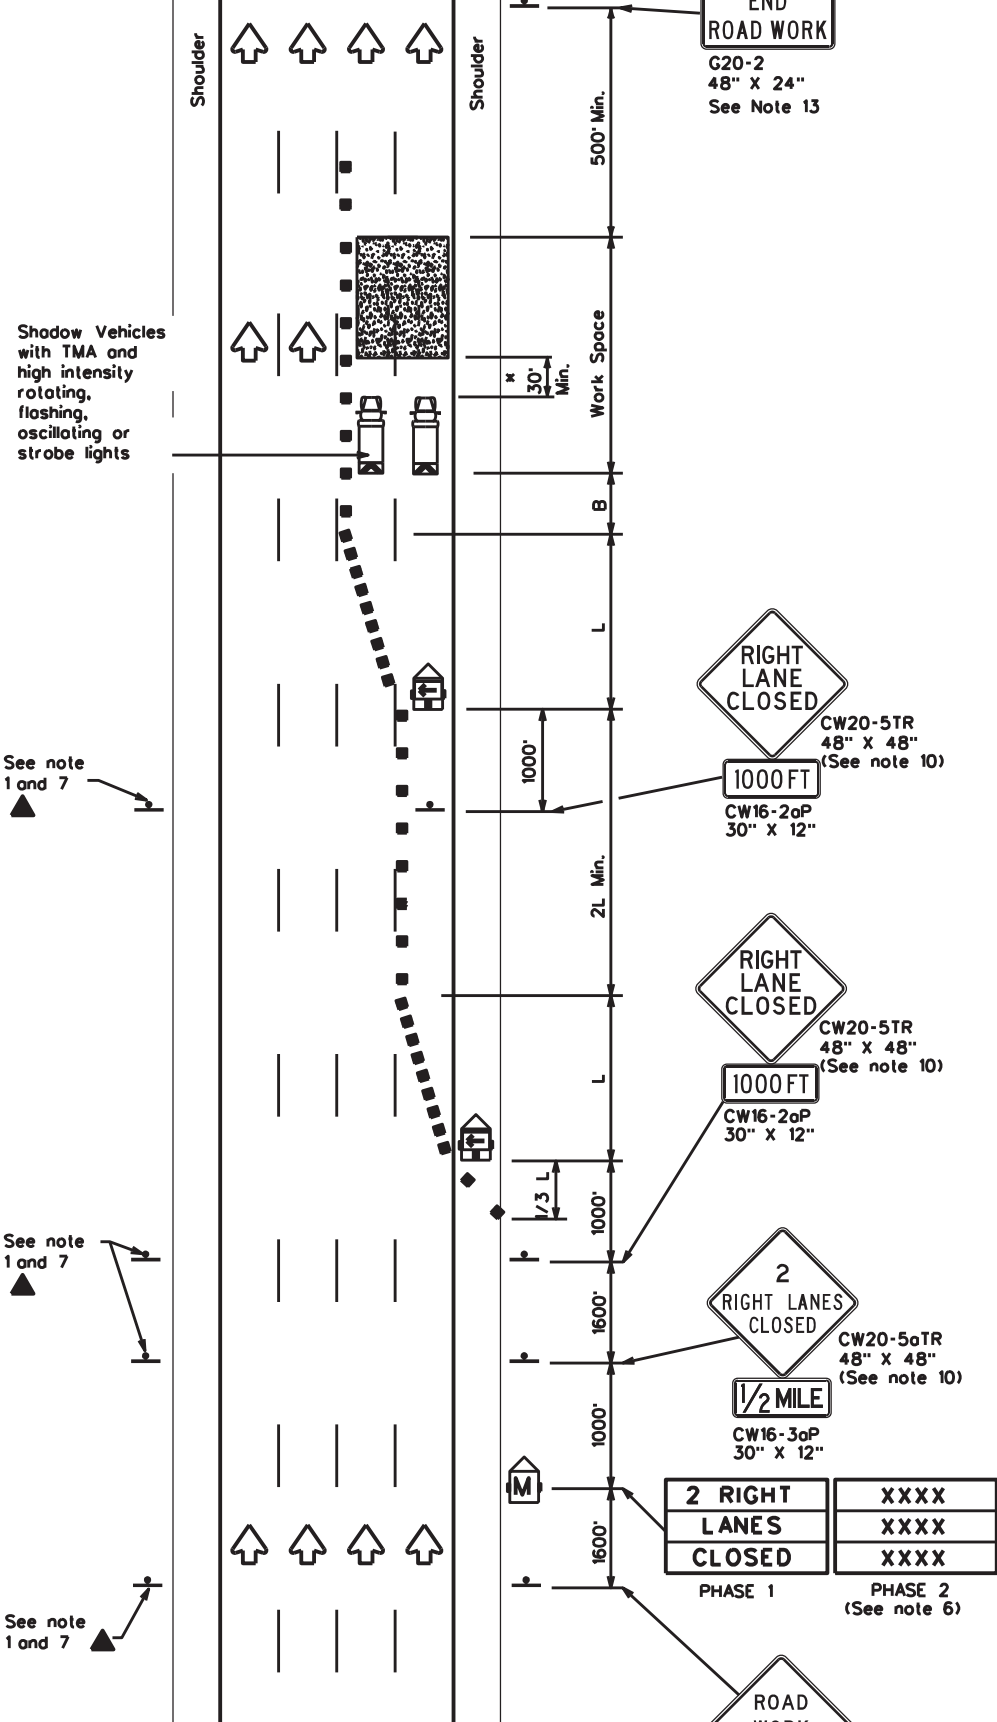 END
ROAD WORK
G20-2
48" X 24"
See Note 13
Shoulder
Shoulder
500' Min.
Shadow Vehicles
with TMA and
high intensity
rotating,
flashing,
oscillating or
strobe lights
x
30'
Min.
Work Space
B
L
RIGHT
LANE
CLOSED
CW20-5TR
48" X 48"
(See note 10)
1000 FT
CW16-2aP
30" X 12"
1000'
See note
1 and 7
2L Min.
RIGHT
LANE
CLOSED
CW20-5TR
48" X 48"
(See note 10)
1000 FT
CW16-2aP
30" X 12"
L
1/3 L
1000'
See note
1 and 7
1600'
2
RIGHT LANES
CLOSED
CW20-5aTR
48" X 48"
(See note 10)
1/2 MILE
CW16-3aP
30" X 12"
1000'
M
2 RIGHT
LANES
CLOSED
PHASE 1
XXXX
XXXX
XXXX
PHASE 2
(See note 6)
1600'
See note
1 and 7
ROAD
WORK